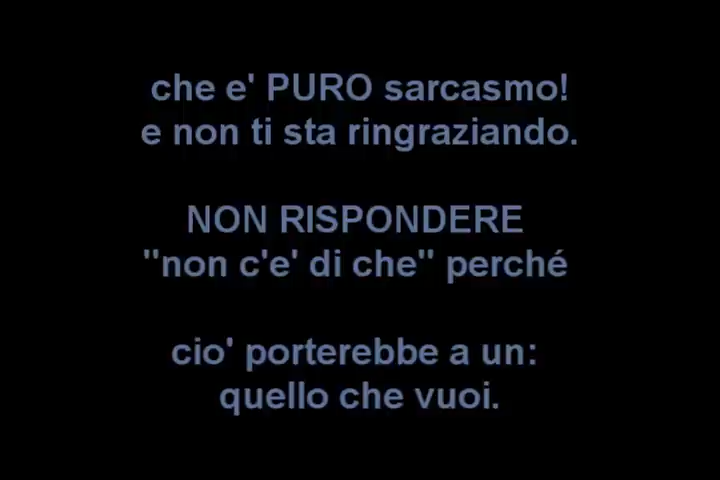 che e' PURO sarcasmo!
e non ti sta ringraziando.
NON RISPONDERE
"non c'e' di che" perché
cio' porterebbe a un:
quello che vuoi.